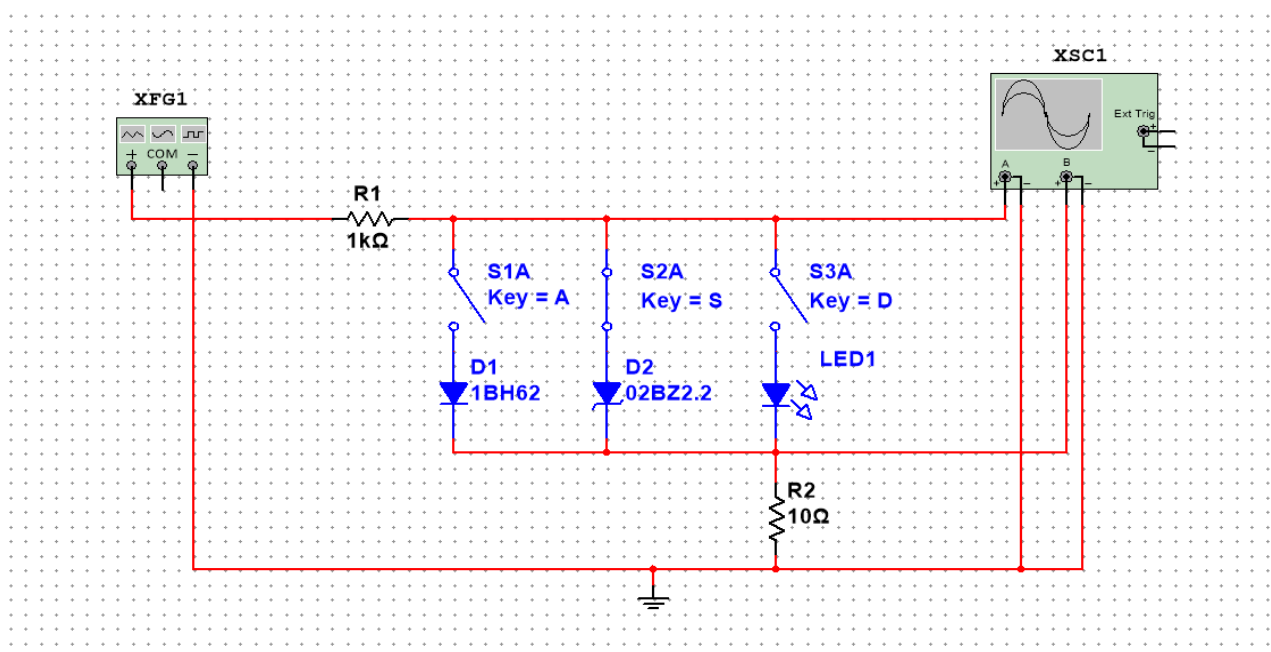 XSC1
XFG1
Ext Trig
+
−
+ COM −
A
B
+ −
+ −
R1
1kΩ
S1A
Key = A
S2A
Key = S
S3A
Key = D
D1
1BH62
D2
02BZ2.2
LED1
R2
10Ω